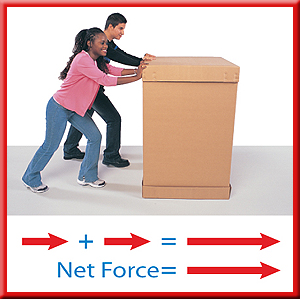 + =
Net Force=